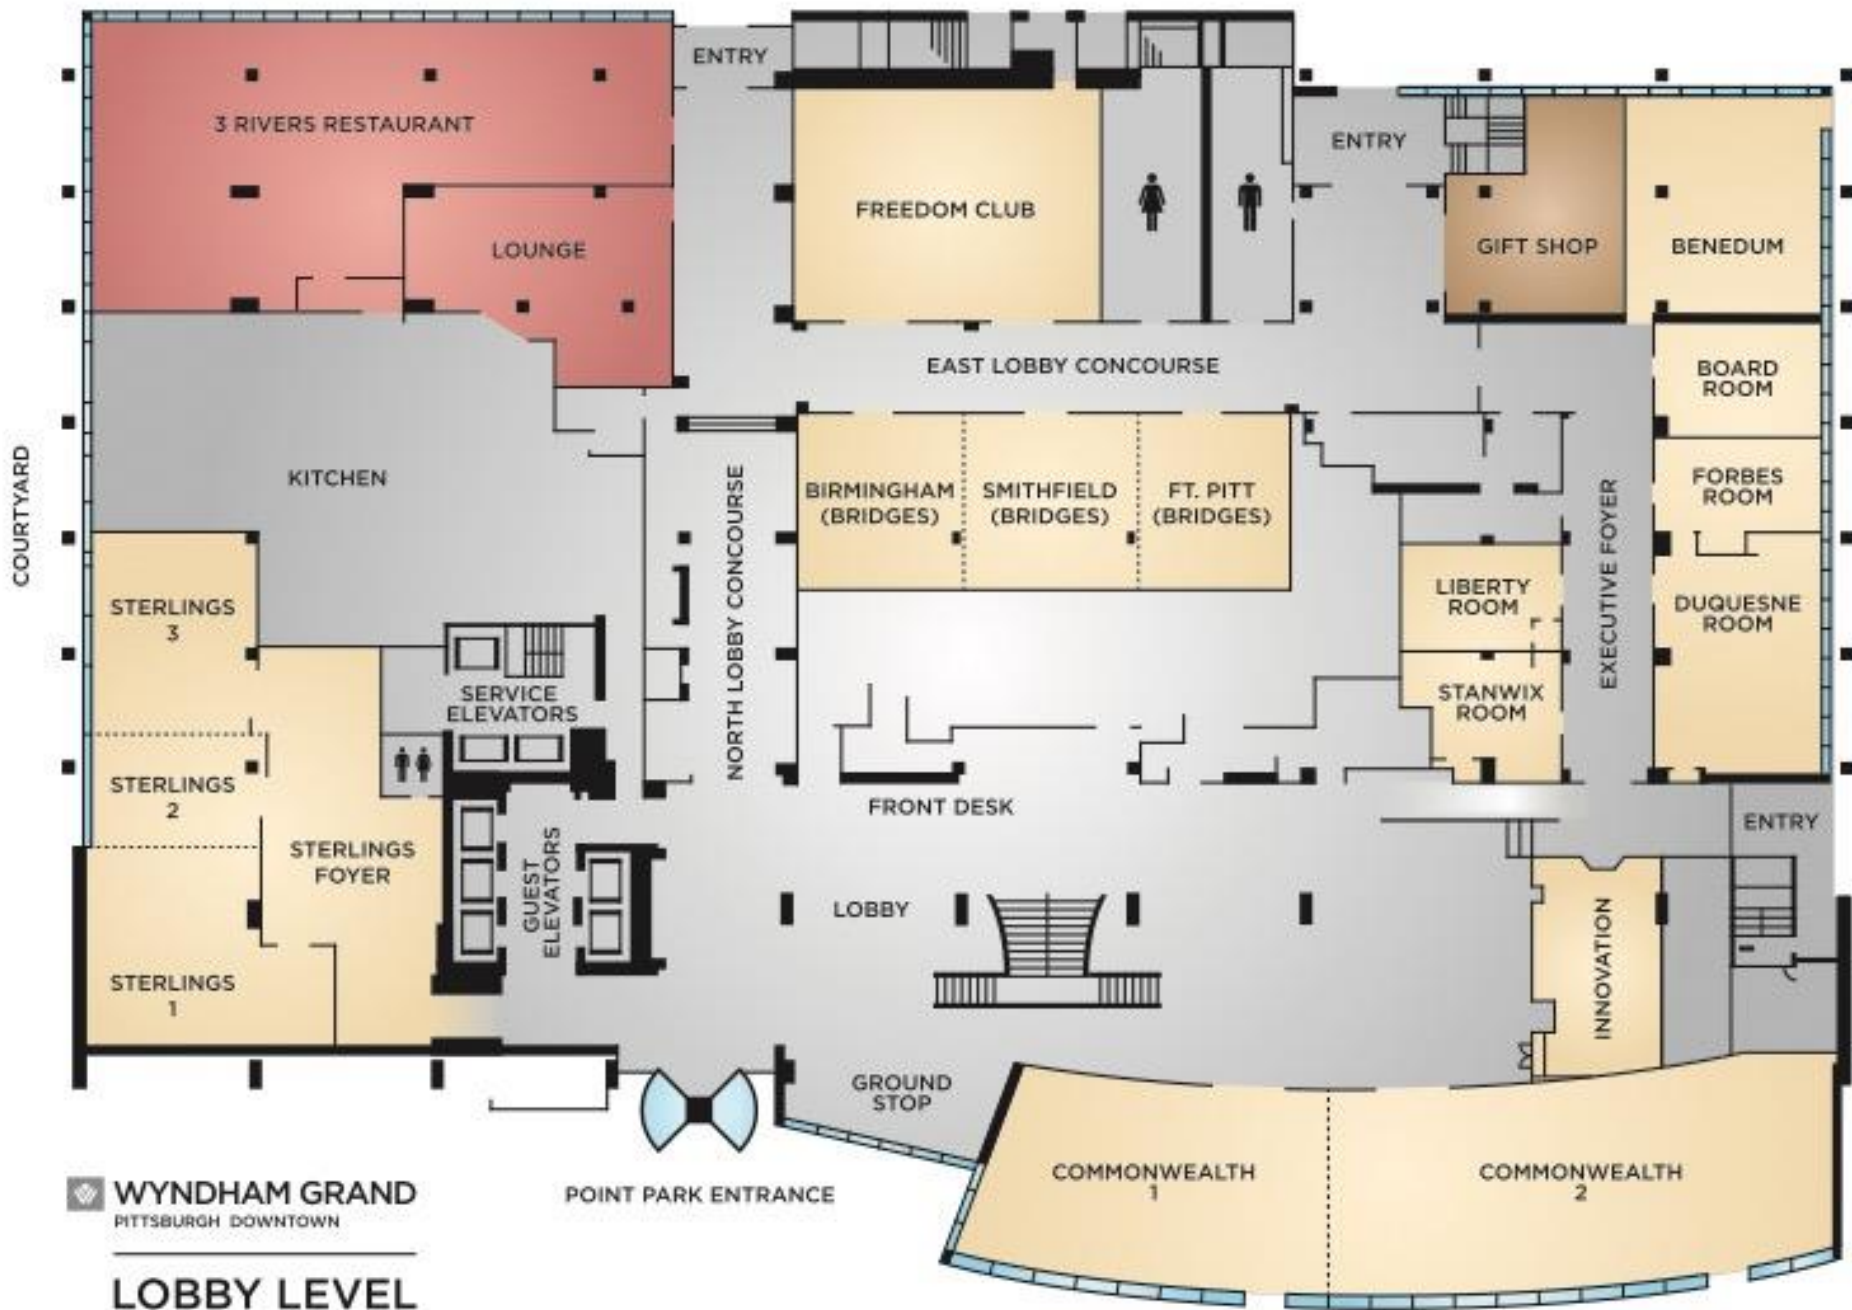 ENTRY
3 RIVERS RESTAURANT
ENTRY
FREEDOM CLUB
LOUNGE
GIFT SHOP
BENEDUM
EAST LOBBY CONCOURSE
BOARD
ROOM
COURTYARD
KITCHEN
NORTH LOBBY CONCOURSE
BIRMINGHAM
(BRIDGES)
SMITHFIELD
(BRIDGES)
FT. PITT
(BRIDGES)
EXECUTIVE FOYER
FORBES
ROOM
STERLINGS
3
LIBERTY
ROOM
DUQUESNE
ROOM
SERVICE
ELEVATORS
STANWIX
ROOM
STERLINGS
2
FRONT DESK
ENTRY
STERLINGS
FOYER
GUEST
ELEVATORS
LOBBY
INNOVATION
STERLINGS
1
GROUND
STOP
COMMONWEALTH
1
COMMONWEALTH
2
POINT PARK ENTRANCE
WYNDHAM GRAND
PITTSBURGH DOWNTOWN
LOBBY LEVEL